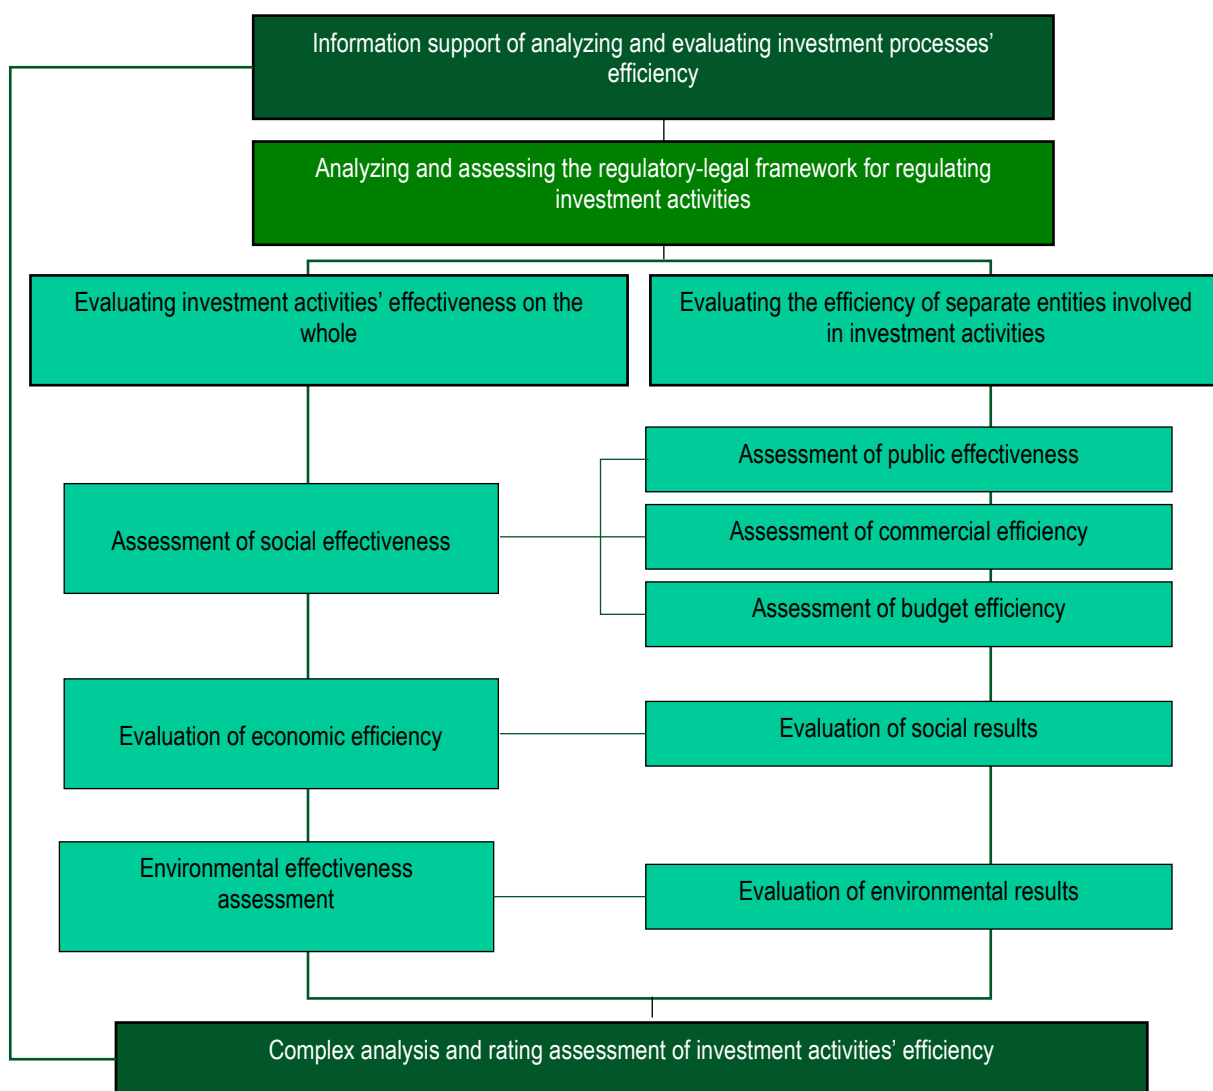 Information support of analyzing and evaluating investment processes’
efficiency
Analyzing and assessing the regulatory-legal framework for regulating
investment activities
Evaluating investment activities’ effectiveness on the
whole
Evaluating the efficiency of separate entities involved
in investment activities
Assessment of public effectiveness
Assessment of social effectiveness
Assessment of commercial efficiency
Assessment of budget efficiency
Evaluation of economic efficiency
Evaluation of social results
Environmental effectiveness
assessment
Evaluation of environmental results
Complex analysis and rating assessment of investment activities’ efficiency